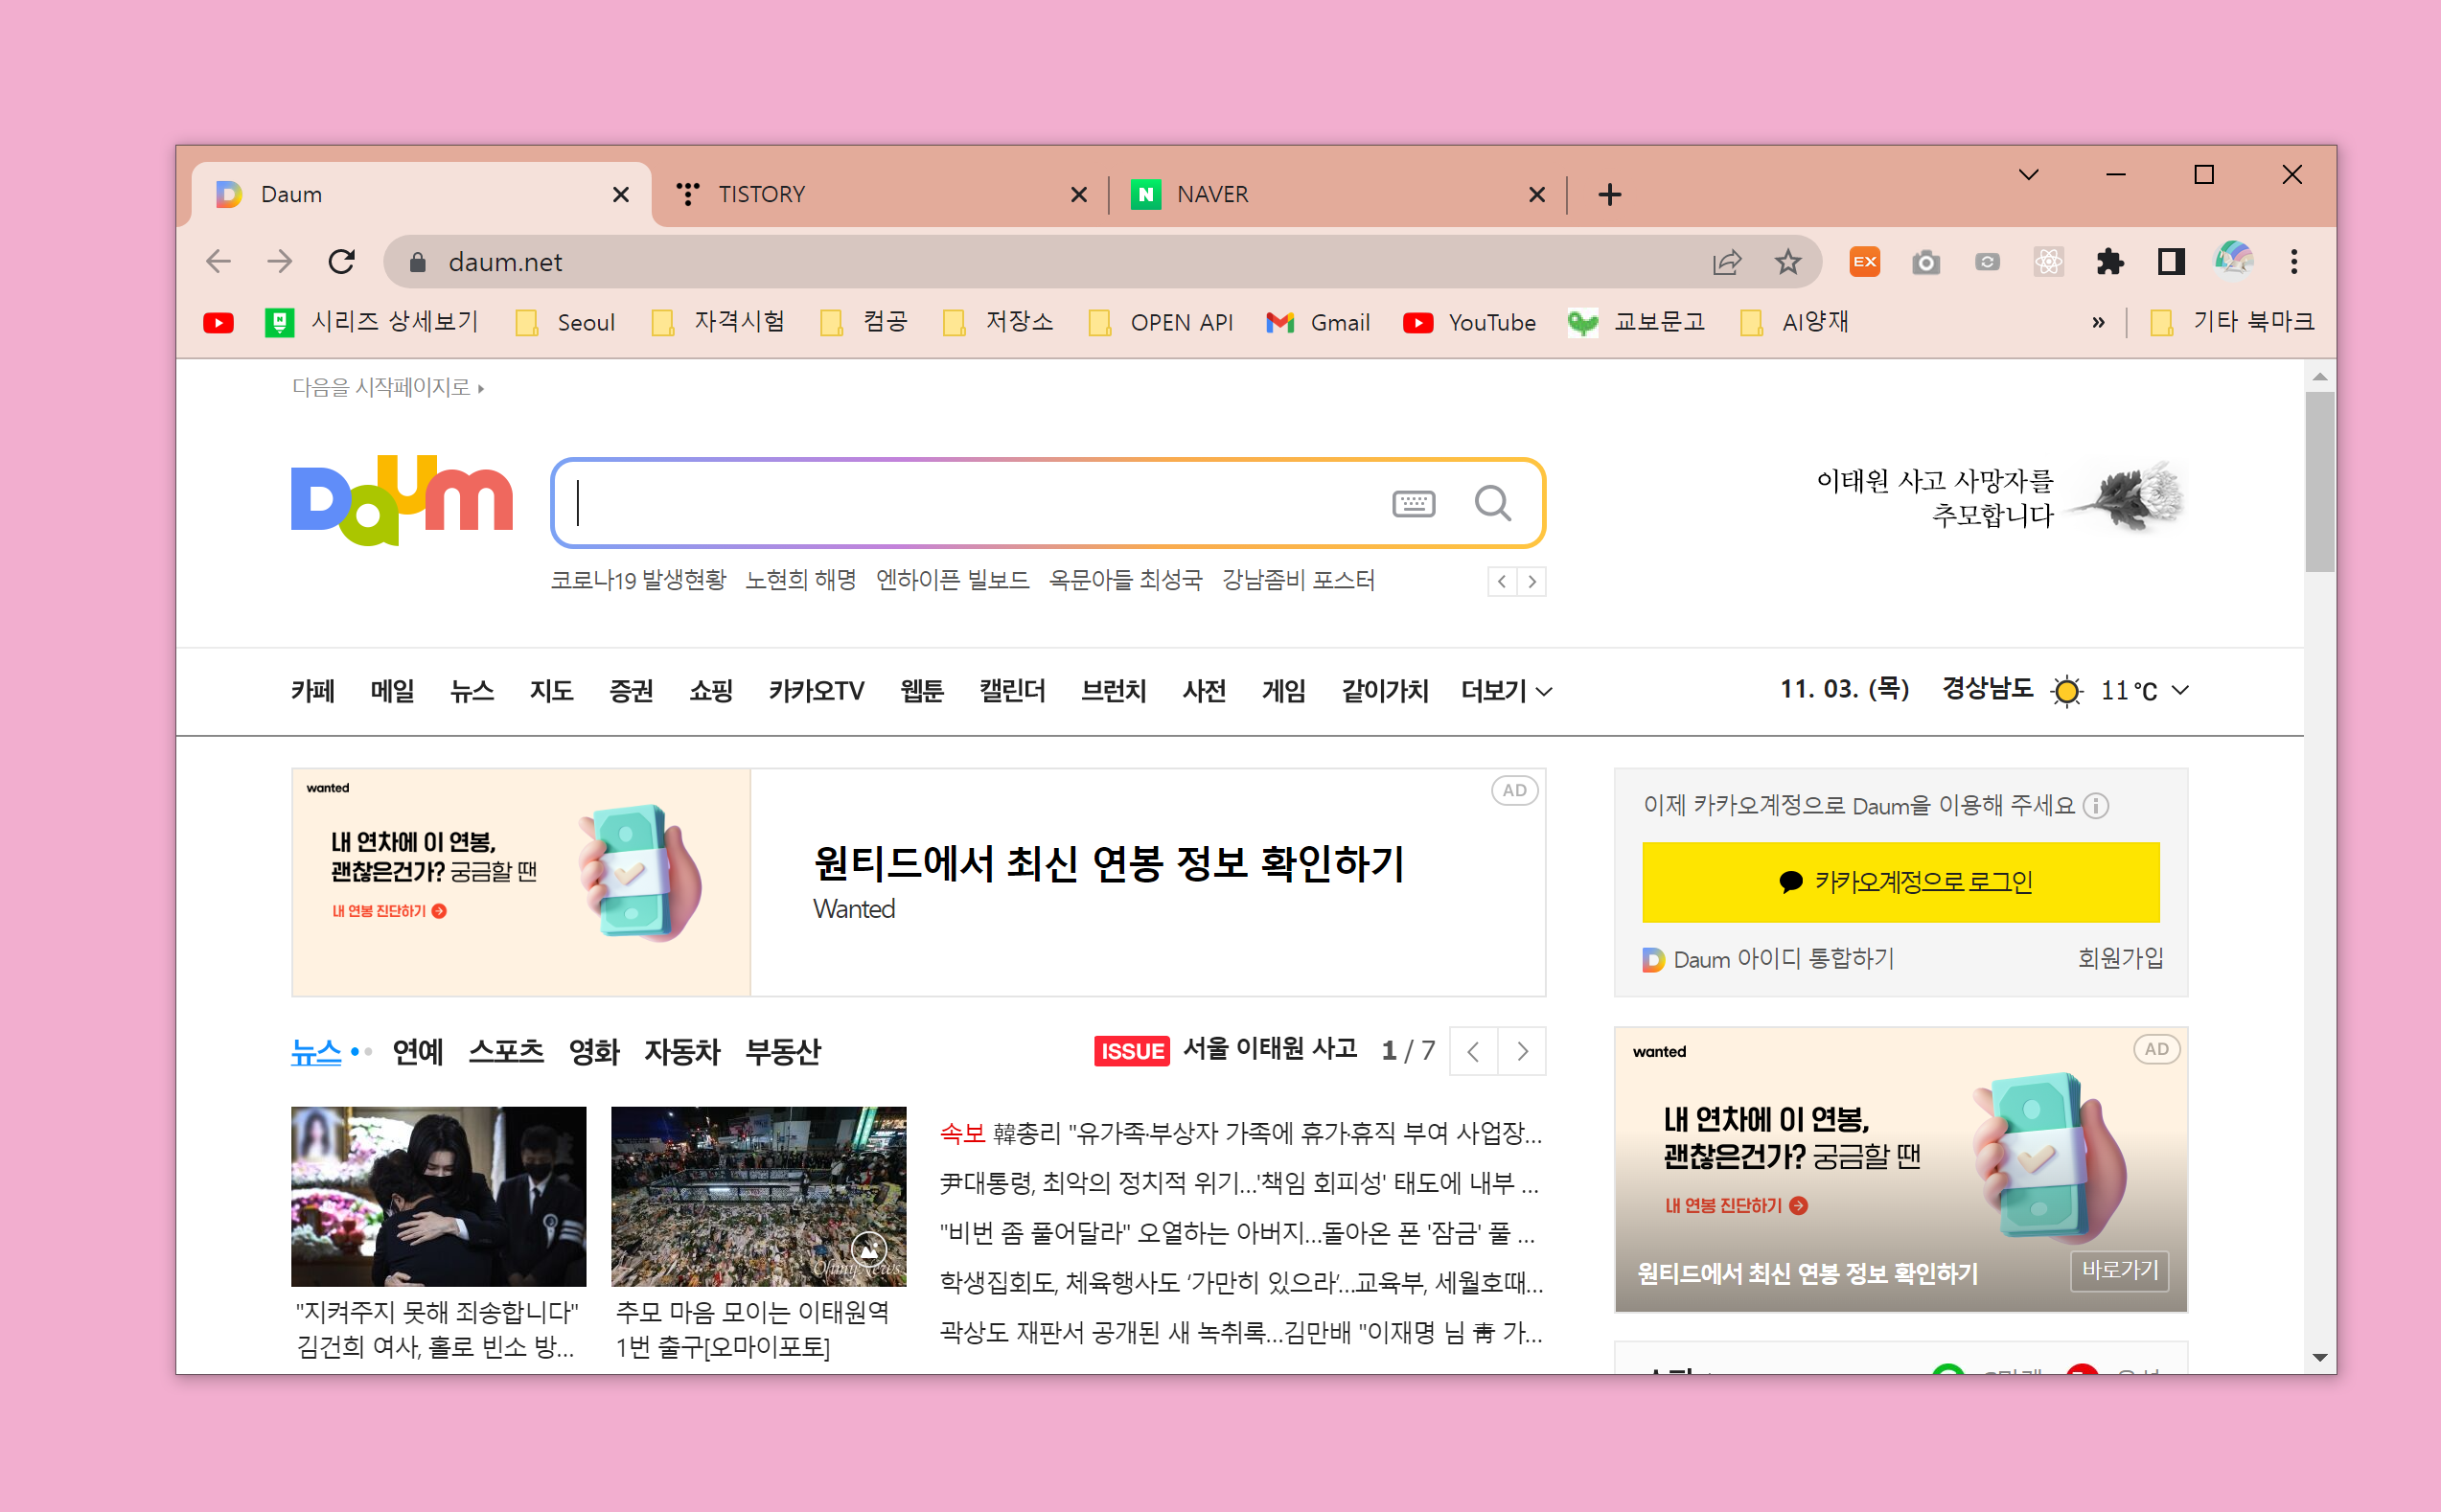 Daum
TISTORY
NAVER
daum.net
EX
시리즈 상세보기
Seoul
자격시험
컴공
저장소
OPEN API
Gmail
YouTube
교보문고
AI양재
»
기타 북마크
다음을 시작페이지로
Daum
이태원 사고 사망자를
추모합니다
코로나19 발생현황 노현희 해명 엔하이픈 빌보드 옥문아들 최성국 강남좀비 포스터
카페 메일 뉴스 지도 증권 쇼핑 카카오TV 웹툰 캘린더 브런치 사전 게임 같이가치 더보기
11. 03. (목) 경상남도 11℃
wanted
내 연차에 이 연봉,
괜찮은건가? 궁금할 땐
내 연봉 진단하기
AD
원티드에서 최신 연봉 정보 확인하기
Wanted
이제 카카오계정으로 Daum을 이용해 주세요
카카오계정으로 로그인
Daum 아이디 통합하기
회원가입
뉴스 연예 스포츠 영화 자동차 부동산
ISSUE 서울 이태원 사고 1 / 7
OhmyNews
"지켜주지 못해 죄송합니다"
김건희 여사, 홀로 빈소 방...
추모 마음 모이는 이태원역
1번 출구[오마이포토]
속보 韓총리 "유가족·부상자 가족에 휴가·휴직 부여 사업장...
尹대통령, 최악의 정치적 위기...'책임 회피성' 태도에 내부 ...
"비번 좀 풀어달라" 오열하는 아버지...돌아온 폰 '잠금' 풀 ...
학생집회도, 체육행사도 ‘가만히 있으라’...교육부, 세월호때...
곽상도 재판서 공개된 새 녹취록...김만배 "이재명 님 靑 가...
wanted
AD
내 연차에 이 연봉,
괜찮은건가? 궁금할 땐
내 연봉 진단하기
원티드에서 최신 연봉 정보 확인하기
바로가기